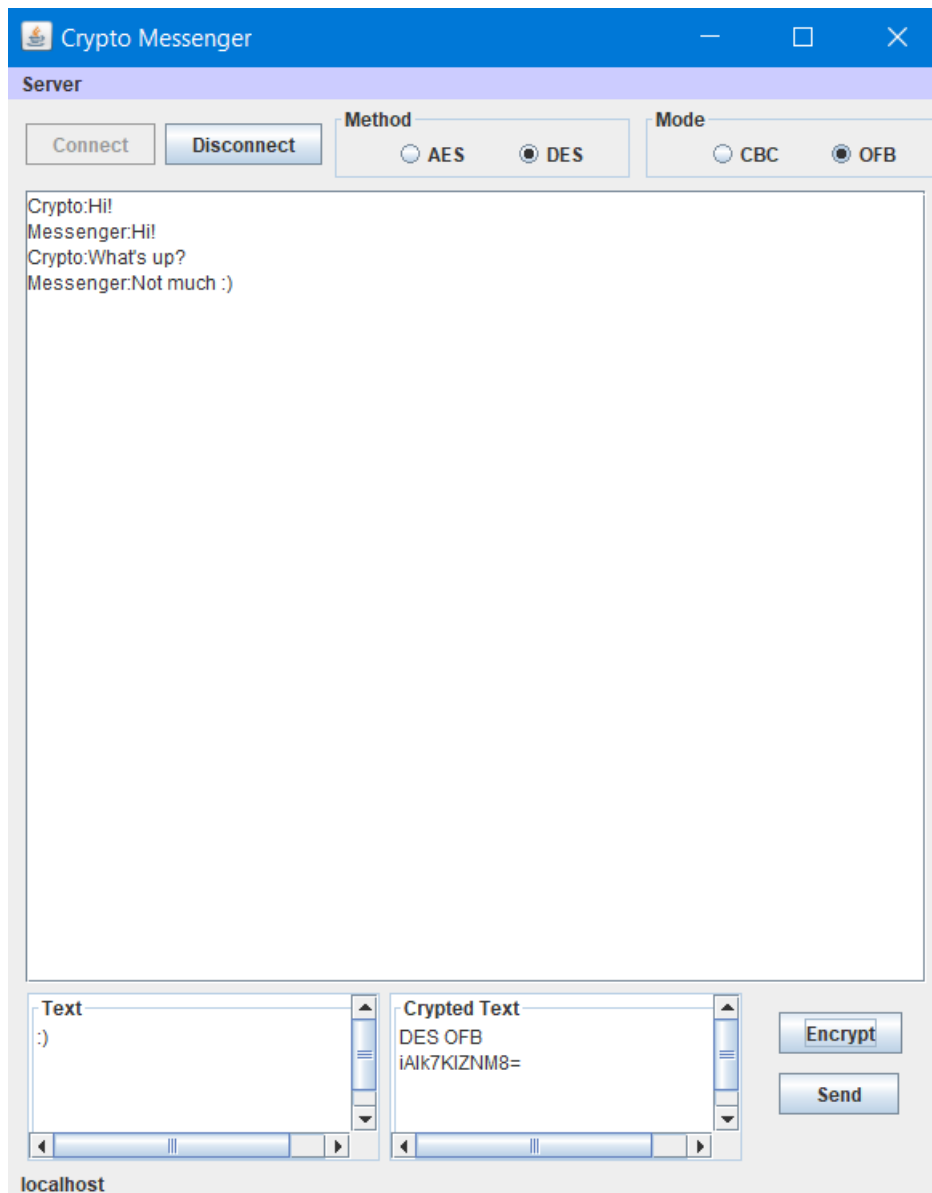 Crypto Messenger
Server
Connect
Disconnect
Method
AES
DES
Mode
CBC
OFB
Crypto:Hi!
Messenger:Hi!
Crypto:What's up?
Messenger:Not much :)
Text
:)
Crypted Text
DES OFB
Encrypt
Send
localhost